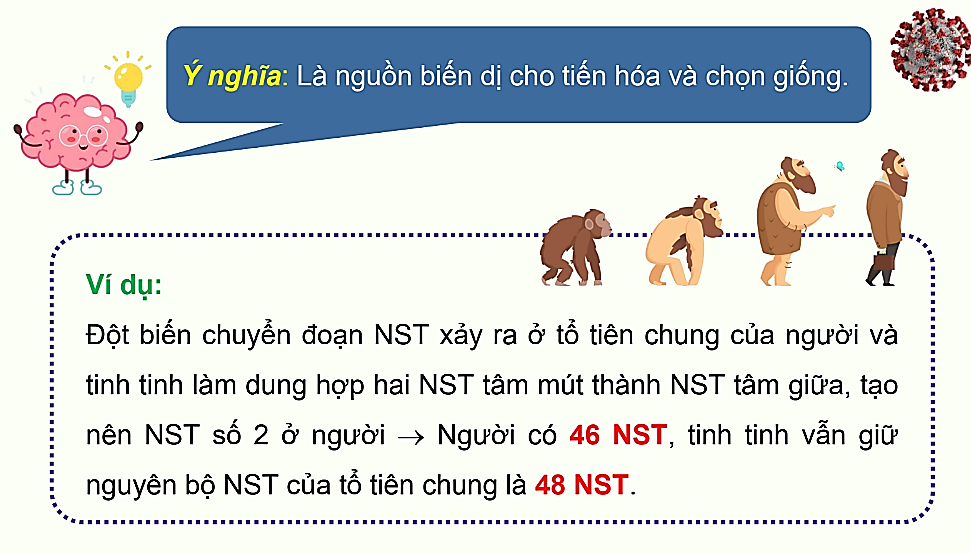 Ý nghĩa: Là nguồn biến dị cho tiến hóa và chọn giống.
Ví dụ:
Đột biến chuyển đoạn NST xảy ra ở tổ tiên chung của người và
tinh tinh làm dung hợp hai NST tâm mút thành NST tâm giữa, tạo
nên NST số 2 ở người → Người có 46 NST, tinh tinh vẫn giữ
nguyên bộ NST của tổ tiên chung là 48 NST.